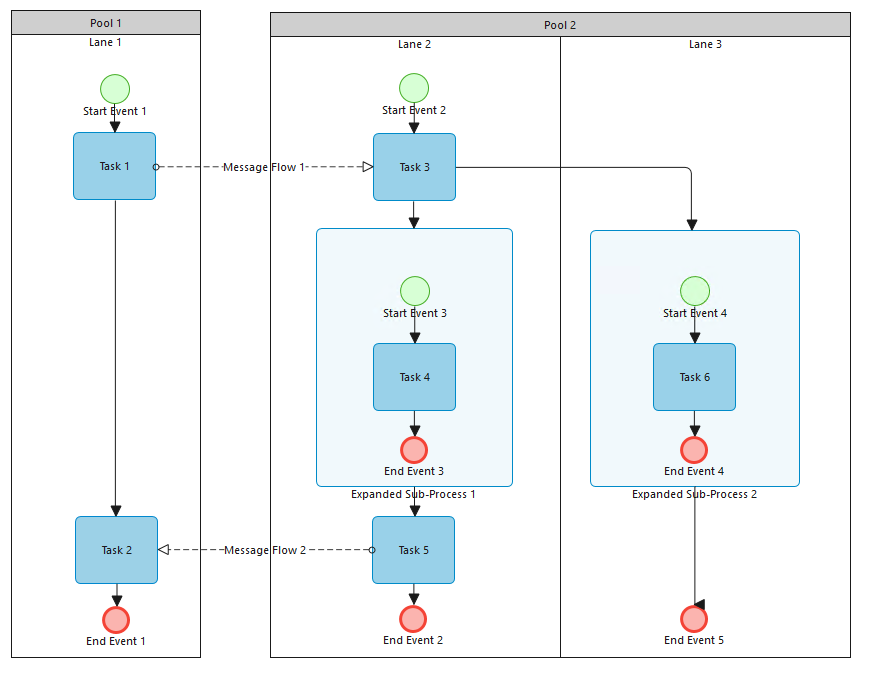 Pool 1
Lane 1
Start Event 1
Task 1
Message Flow 1
Task 2
Message Flow 2
End Event 1
Pool 2
Lane 2
Lane 3
Start Event 2
Task 3
Start Event 3
Task 4
End Event 3
Expanded Sub-Process 1
Task 5
End Event 2
Start Event 4
Task 6
End Event 4
Expanded Sub-Process 2
End Event 5